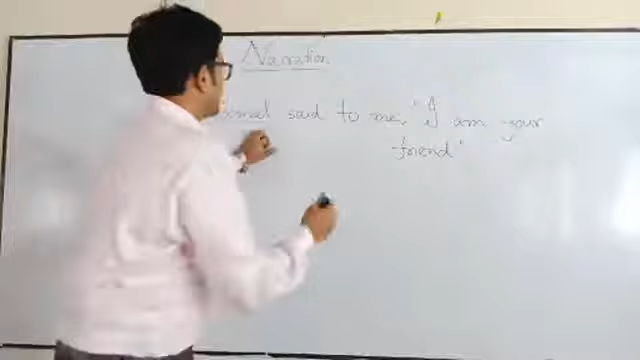 Narration
said to me, "I am your
friend"